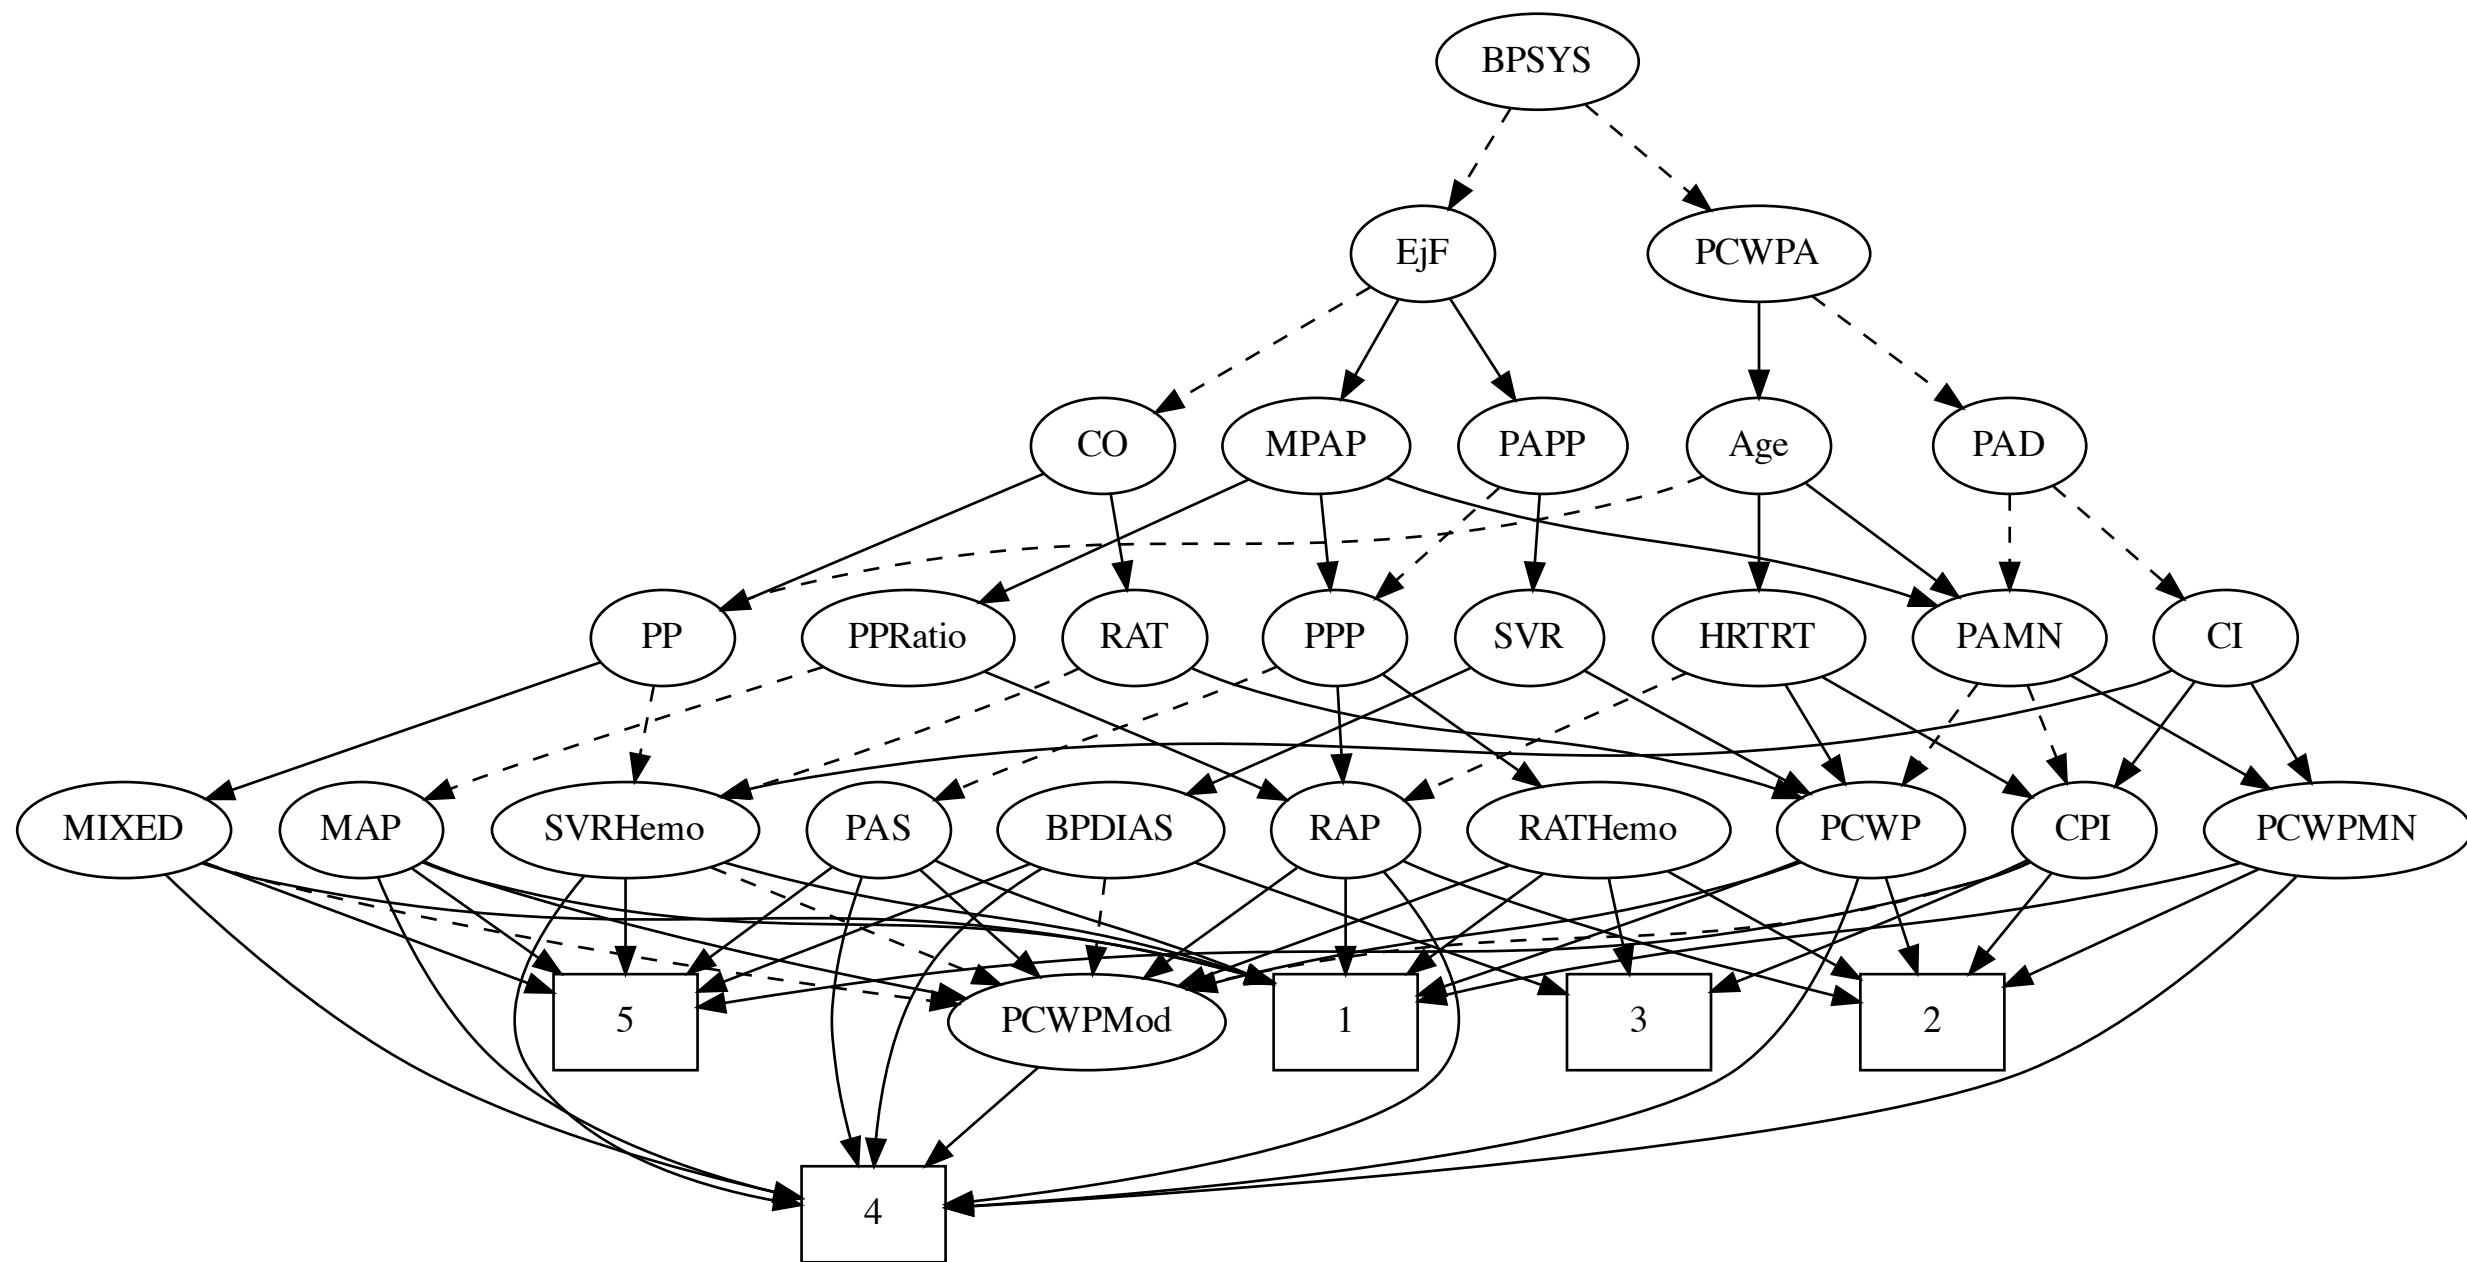 BPSYS
EjF
PCWPA
CO
MPAP
PAPP
Age
PAD
PP
PPRatio
RAT
PPP
SVR
HRTRT
PAMN
CI
MIXED
MAP
SVRHemo
PAS
BPDIAS
RAP
RATHemo
PCWP
CPI
PCWPMN
5
PCWPMod
1
3
2
4